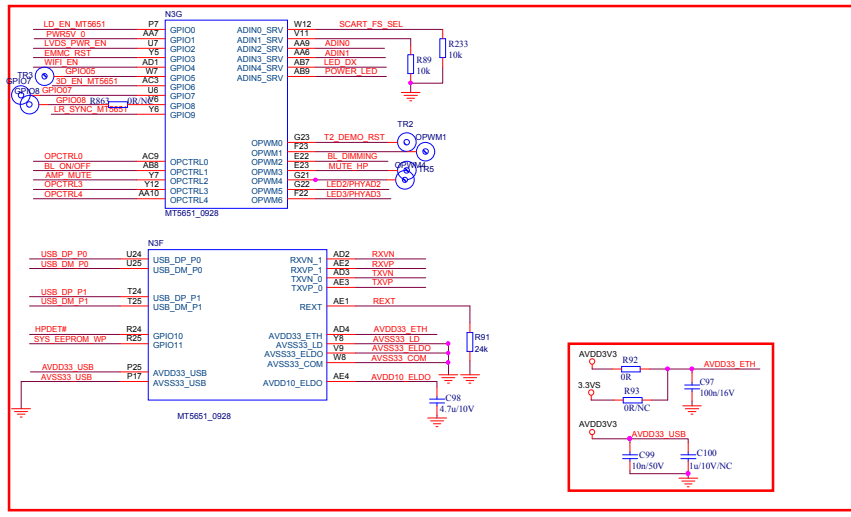 N3G
LD_EN_MT5651 P7 GPIO0 ADIN0_SRV W12 SCART_FS_SEL
PWR5V_0 AA7 GPIO1 ADIN1_SRV V11
LVDS_PWR_EN U7 GPIO2 ADIN2_SRV AA9 ADIN0
EMMC_RST Y5 GPIO3 ADIN3_SRV AA6 ADIN1
WIFI_EN AD1 GPIO4 ADIN4_SRV AB7 LED_DX
GPIO05 W7 GPIO5 ADIN5_SRV AB9 POWER_LED
3D_EN_MT5651 AC3 GPIO6
GPIO07 U6 GPIO7
GPIO08 V6 GPIO8
LR_SYNC_MT5651 Y6 GPIO9
TR3
GPIO7
GPIO8
R863 0R/NC
R89
10k
R233
10k
OPWM0 G23 T2_DEMO_RST
OPWM1 F23
OPCTRL0 AC9 OPCTRL0 OPWM2 E22 BL_DIMMING
BL_ON/OFF AB8 OPCTRL1 OPWM3 E23 MUTE_HP
AMP_MUTE Y7 OPCTRL2 OPWM4 G21
OPCTRL3 Y12 OPCTRL3 OPWM5 G22 LED2/PHYAD2
OPCTRL4 AA10 OPCTRL4 OPWM6 F22 LED3/PHYAD3
TR2
OPWM1
OPWM4
TR5
MT5651_0928
N3F
USB_DP_P0 U24 USB_DP_P0 RXVN_1 AD2 RXVN
USB_DM_P0 U25 USB_DM_P0 RXVP_1 AE2 RXVP
TXVN_0 AD3 TXVN
TXVP_0 AE3 TXVP
USB_DP_P1 T24 USB_DP_P1
USB_DM_P1 T25 USB_DM_P1 REXT AE1 REXT
HPDET# R24 GPIO10 AVDD33_ETH AD4 AVDD33_ETH
SYS_EEPROM_WP R25 GPIO11 AVSS33_LD Y8 AVSS33_LD
AVSS33_ELDO V9 AVSS33_ELDO
AVSS33_COM W8 AVSS33_COM
AVDD33_USB P25 AVDD33_USB
AVSS33_USB P17 AVSS33_USB AVDD10_ELDO AE4 AVDD10_ELDO
R91
24k
C98
4.7u/10V
MT5651_0928
AVDD3V3
R92
0R
AVDD33_ETH
3.3VS
R93
0R/NC
C97
100n/16V
AVDD3V3
AVDD33_USB
C99
10n/50V
C100
1u/10V/NC